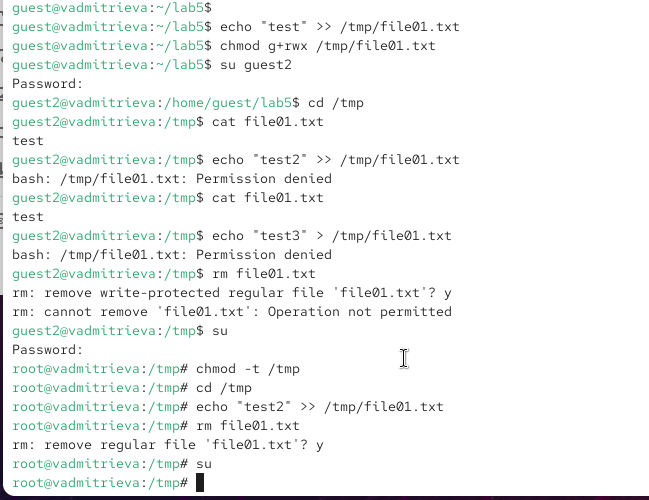 guest@vadmitrieva:~/lab5$
guest@vadmitrieva:~/lab5$ echo "test" >> /tmp/file01.txt
guest@vadmitrieva:~/lab5$ chmod g+rwx /tmp/file01.txt
guest@vadmitrieva:~/lab5$ su guest2
Password:
guest2@vadmitrieva:/home/guest/lab5$ cd /tmp
guest2@vadmitrieva:/tmp$ cat file01.txt
test
guest2@vadmitrieva:/tmp$ echo "test2" >> /tmp/file01.txt
bash: /tmp/file01.txt: Permission denied
guest2@vadmitrieva:/tmp$ cat file01.txt
test
guest2@vadmitrieva:/tmp$ echo "test3" > /tmp/file01.txt
bash: /tmp/file01.txt: Permission denied
guest2@vadmitrieva:/tmp$ rm file01.txt
rm: remove write-protected regular file 'file01.txt'? y
rm: cannot remove 'file01.txt': Operation not permitted
guest2@vadmitrieva:/tmp$ su
Password:
root@vadmitrieva:/tmp# chmod -t /tmp
root@vadmitrieva:/tmp# cd /tmp
root@vadmitrieva:/tmp# echo "test2" >> /tmp/file01.txt
root@vadmitrieva:/tmp# rm file01.txt
rm: remove regular file 'file01.txt'? y
root@vadmitrieva:/tmp# su
root@vadmitrieva:/tmp#